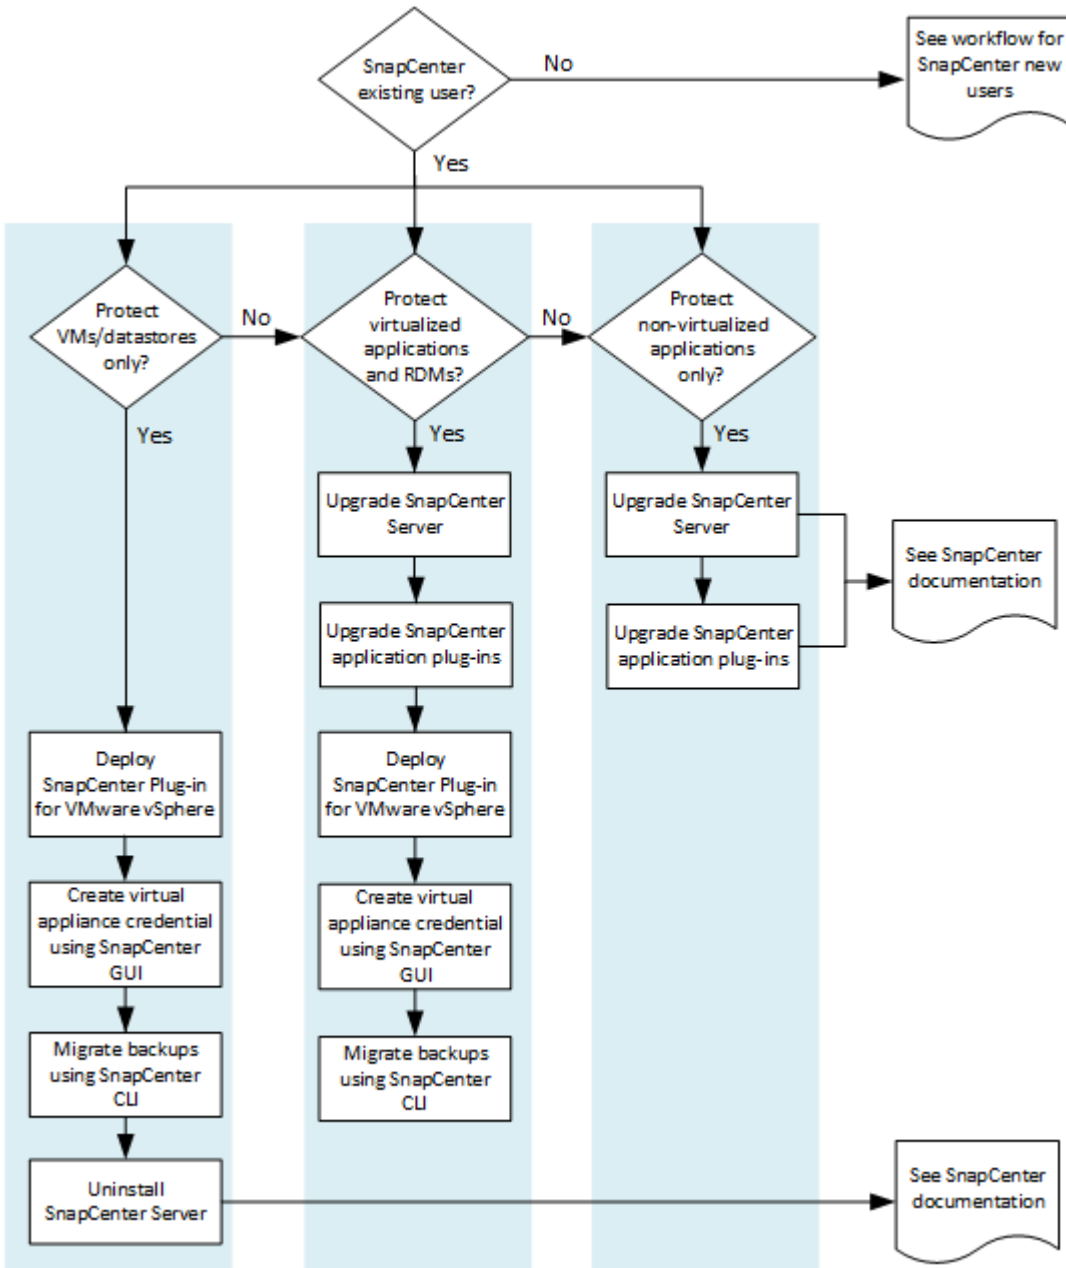 SnapCenter
existing user?
No
See workflow for
SnapCenter new
users
Yes
Protect
VMs/datastores
only?
No
Protect
virtualized
applications
and RDMs?
No
Protect
non-virtualized
applications
only?
Yes
Yes
Yes
Upgrade SnapCenter
Server
Upgrade SnapCenter
Server
See SnapCenter
documentation
Upgrade SnapCenter
application plug-ins
Upgrade SnapCenter
application plug-ins
Deploy
SnapCenter Plug-in
for VMware vSphere
Deploy
SnapCenter Plug-in
for VMware vSphere
Create virtual
appliance credential
using SnapCenter
GUI
Create virtual
appliance credential
using SnapCenter
GUI
Migrate backups
using SnapCenter
CLI
Migrate backups
using SnapCenter
CLI
Uninstall
SnapCenter Server
See SnapCenter
documentation